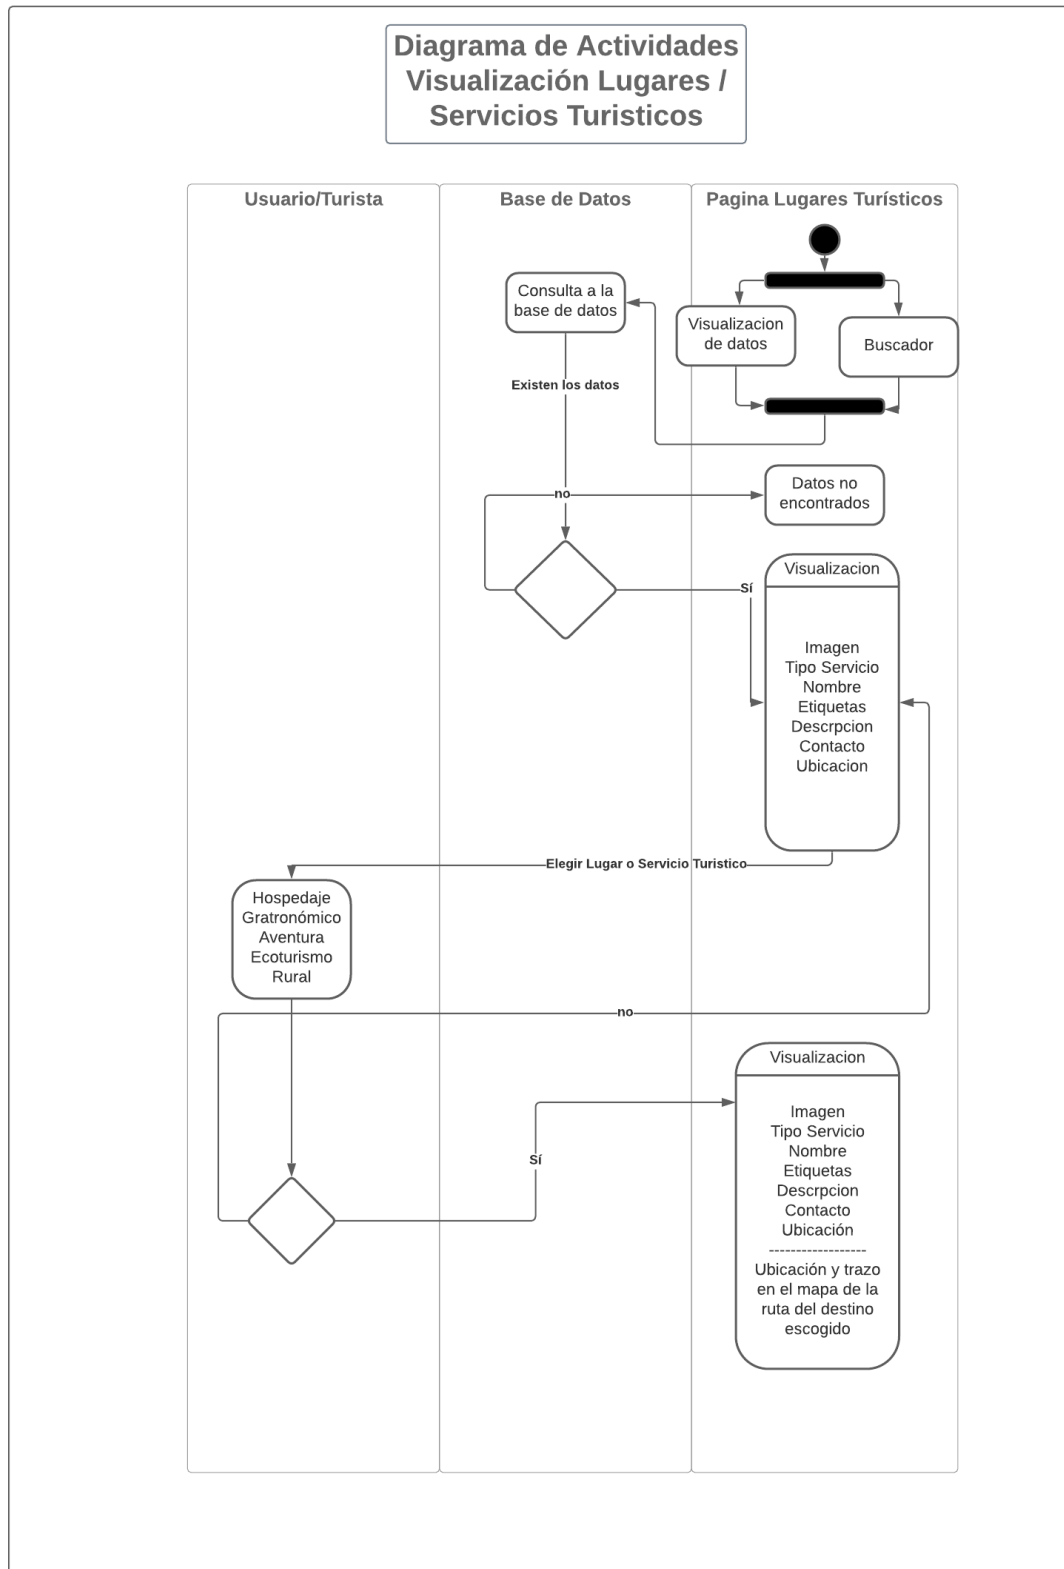 Diagrama de Actividades
Visualización Lugares /
Servicios Turisticos
Usuario/Turista
Base de Datos
Pagina Lugares Turísticos
Consulta a la
base de datos
Visualizacion
de datos
Buscador
Existen los datos
no
Datos no
encontrados
Sí
Visualizacion
Imagen
Tipo Servicio
Nombre
Etiquetas
Descrpcion
Contacto
Ubicacion
Elegir Lugar o Servicio Turistico
Hospedaje
Gratronómico
Aventura
Ecoturismo
Rural
no
Sí
Visualizacion
Imagen
Tipo Servicio
Nombre
Etiquetas
Descrpcion
Contacto
Ubicación
------------------
Ubicación y trazo
en el mapa de la
ruta del destino
escogido